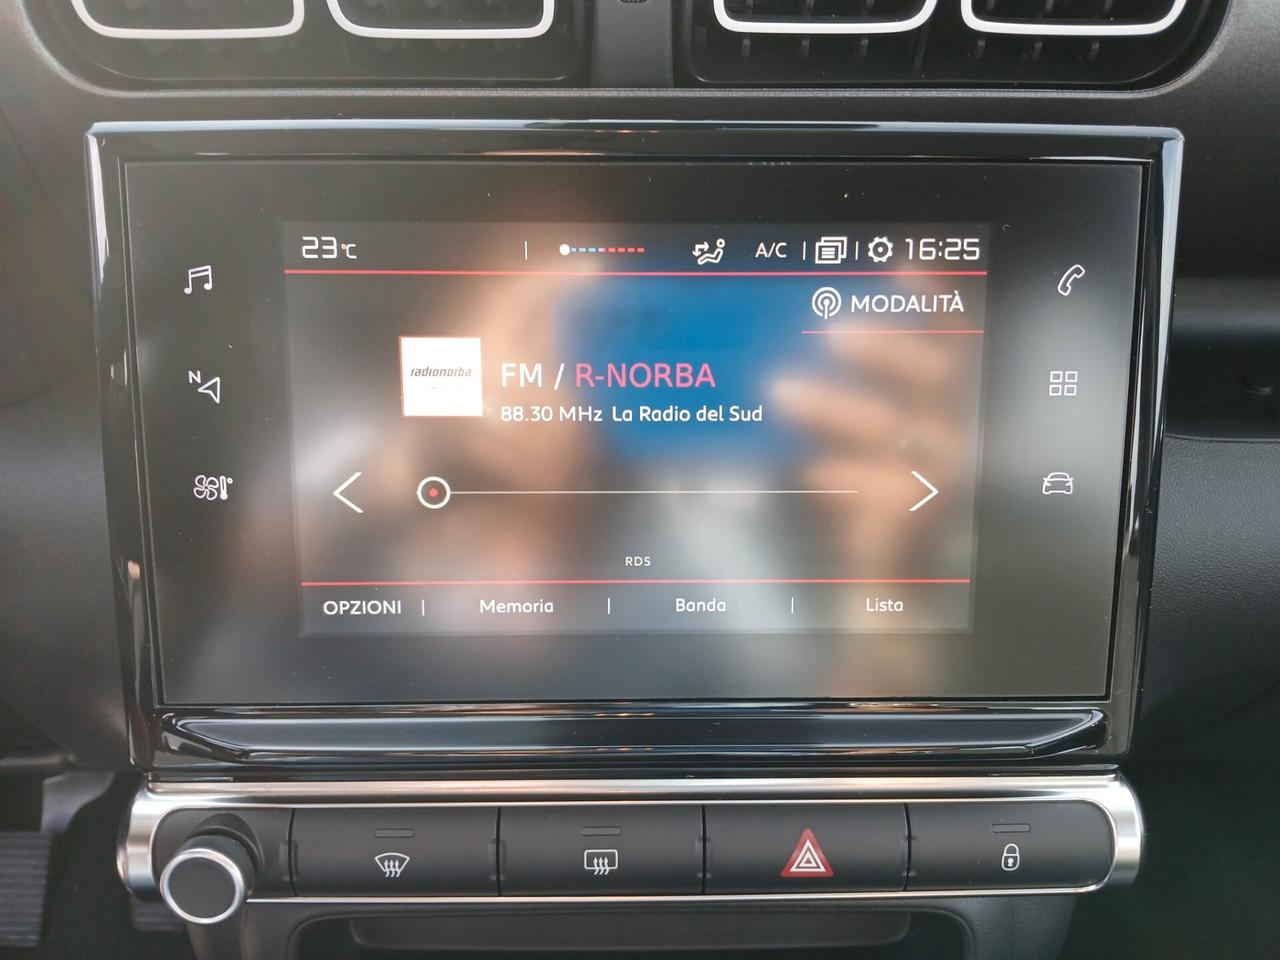 23°C A/C 16:25
MODALITÀ
radionorba
FM / R-NORBA
88.30 MHz La Radio del Sud
N
RDS
OPZIONI Memoria Banda Lista